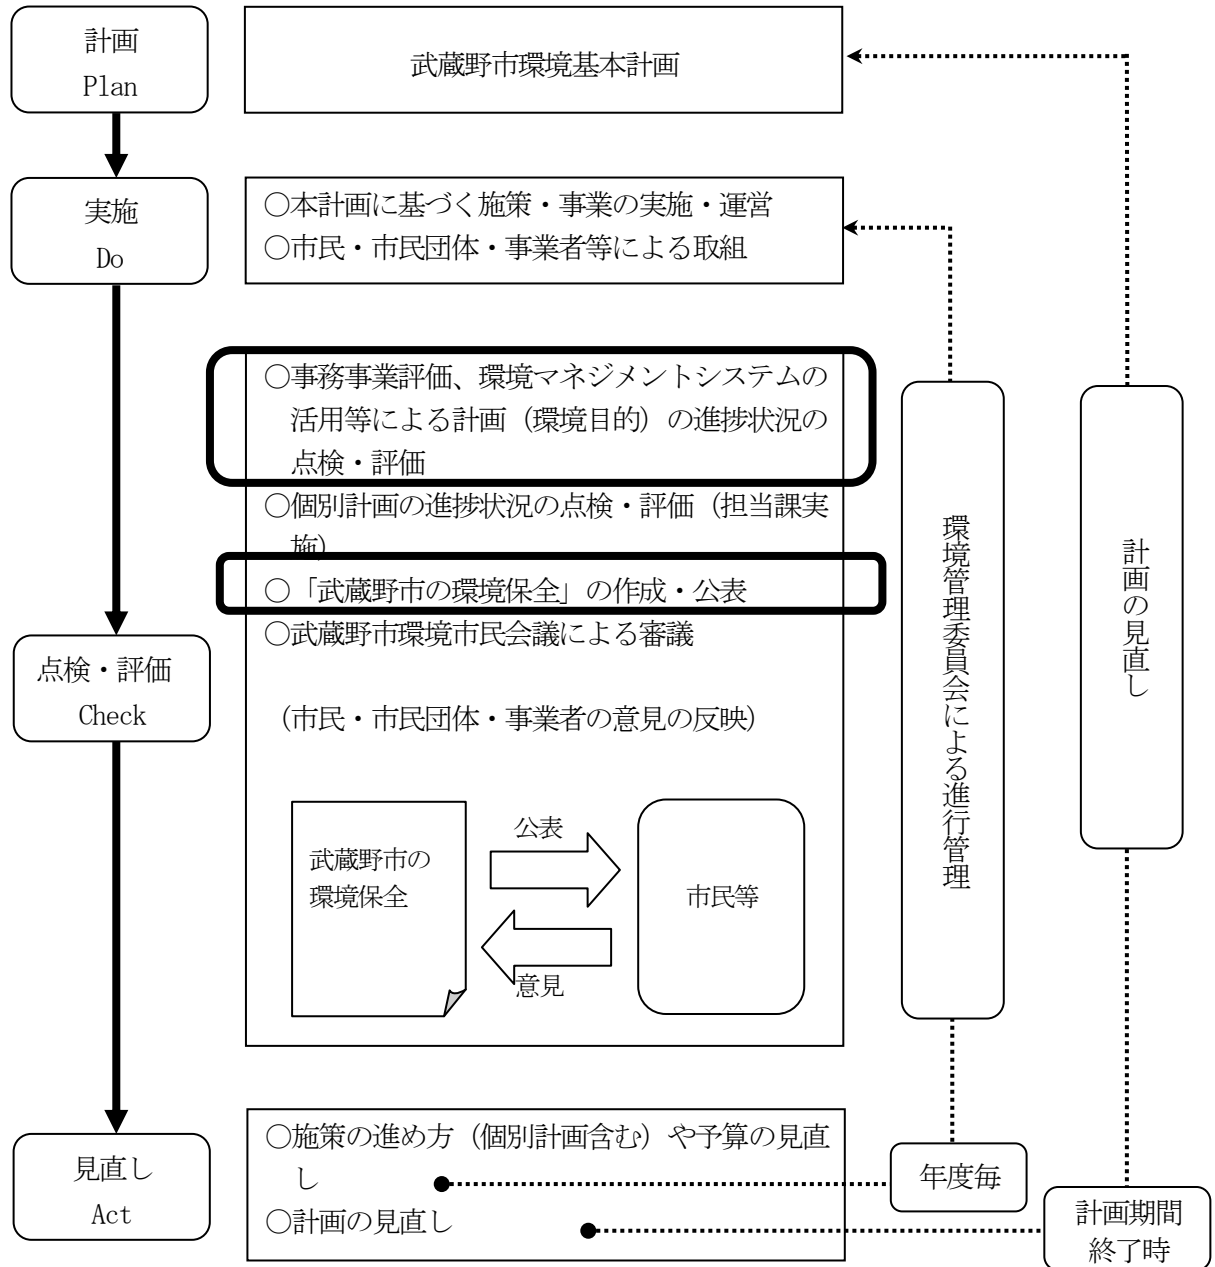 計画
Plan
武蔵野市環境基本計画
実施
Do
○本計画に基づく施策・事業の実施・運営
○市民・市民団体・事業者等による取組
○事務事業評価、環境マネジメントシステムの
活用等による計画（環境目的）の進捗状況の
点検・評価
○個別計画の進捗状況の点検・評価（担当課実
施）
○「武蔵野市の環境保全」の作成・公表
○武蔵野市環境市民会議による審議
点検・評価
Check
（市民・市民団体・事業者の意見の反映）
武蔵野市の
環境保全
公表
意見
市民等
環境管理委員会による進行管理
計画の見直し
見直し
Act
○施策の進め方（個別計画含む）や予算の見直
し
○計画の見直し
年度毎
計画期間
終了時